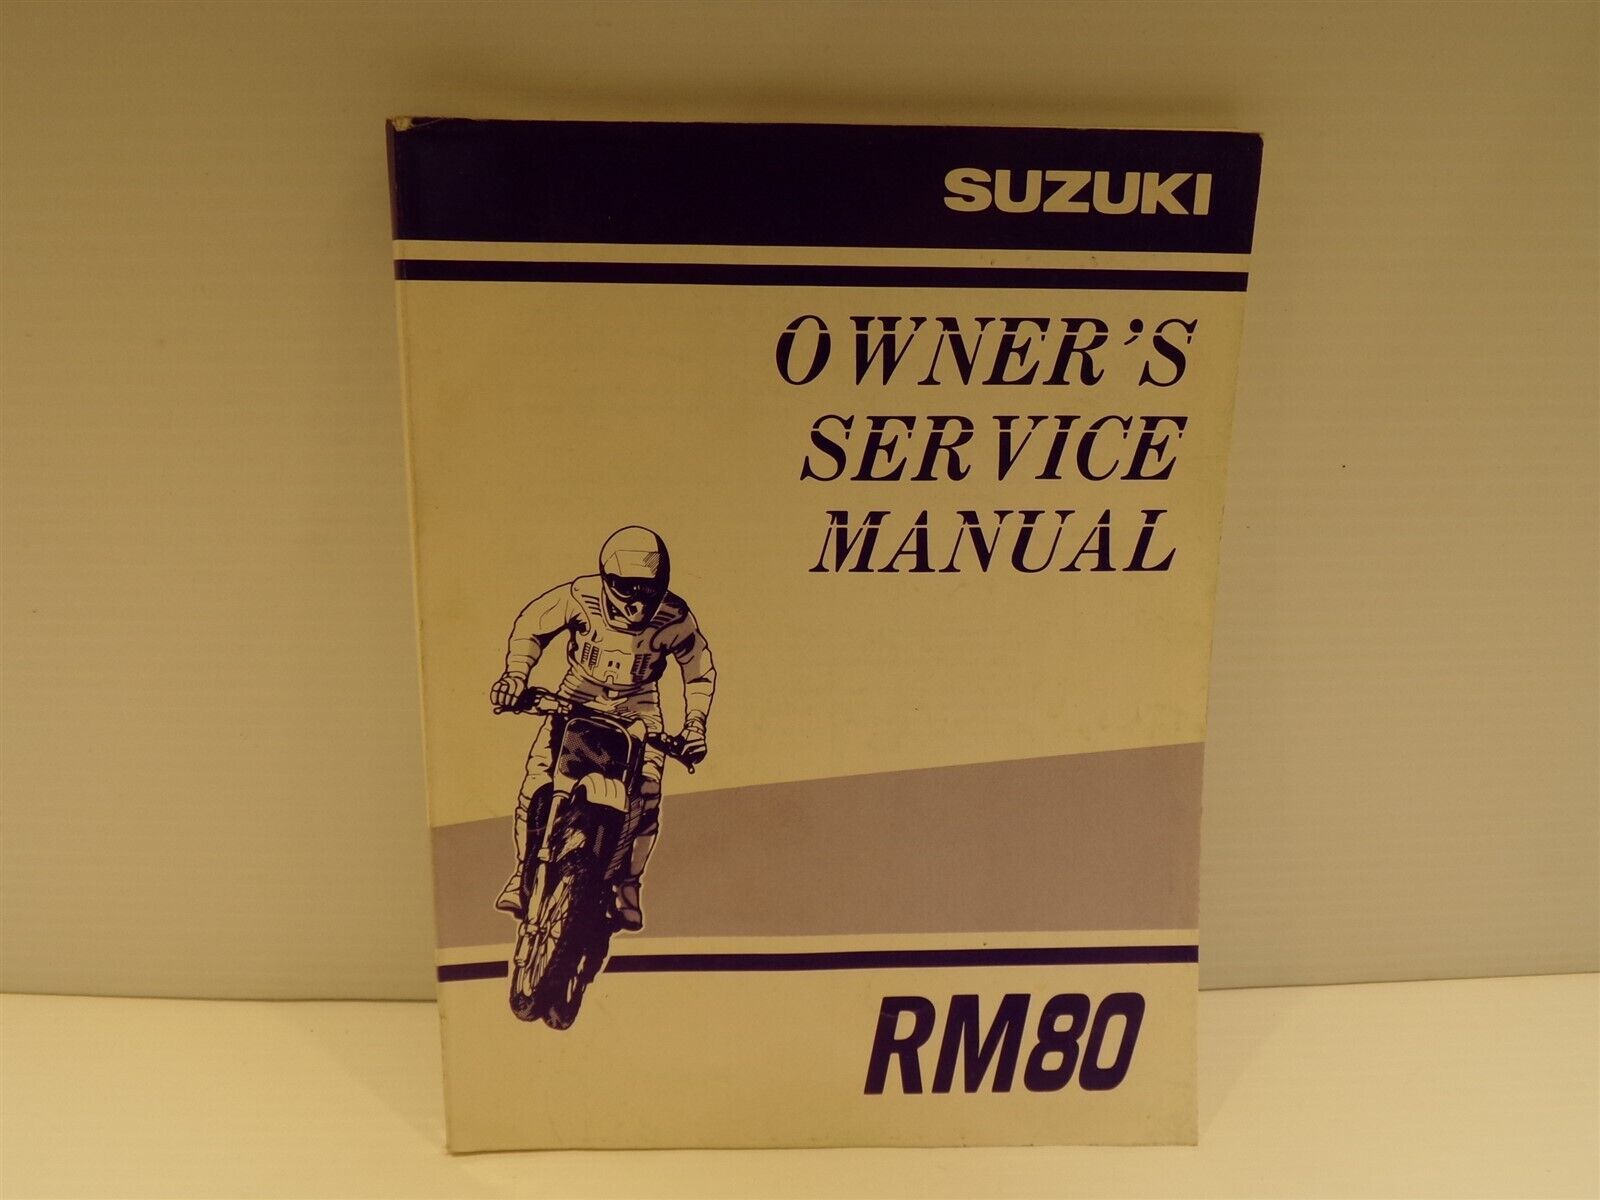 SUZUKI
OWNER'S
SERVICE
MANUAL
RM80